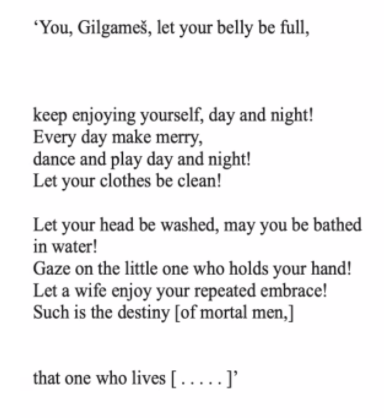 ‘You, Gilgameš, let your belly be full,
keep enjoying yourself, day and night!
Every day make merry,
dance and play day and night!
Let your clothes be clean!
Let your head be washed, may you be bathed
in water!
Gaze on the little one who holds your hand!
Let a wife enjoy your repeated embrace!
Such is the destiny [of mortal men,]
that one who lives [ . . . . . ]’